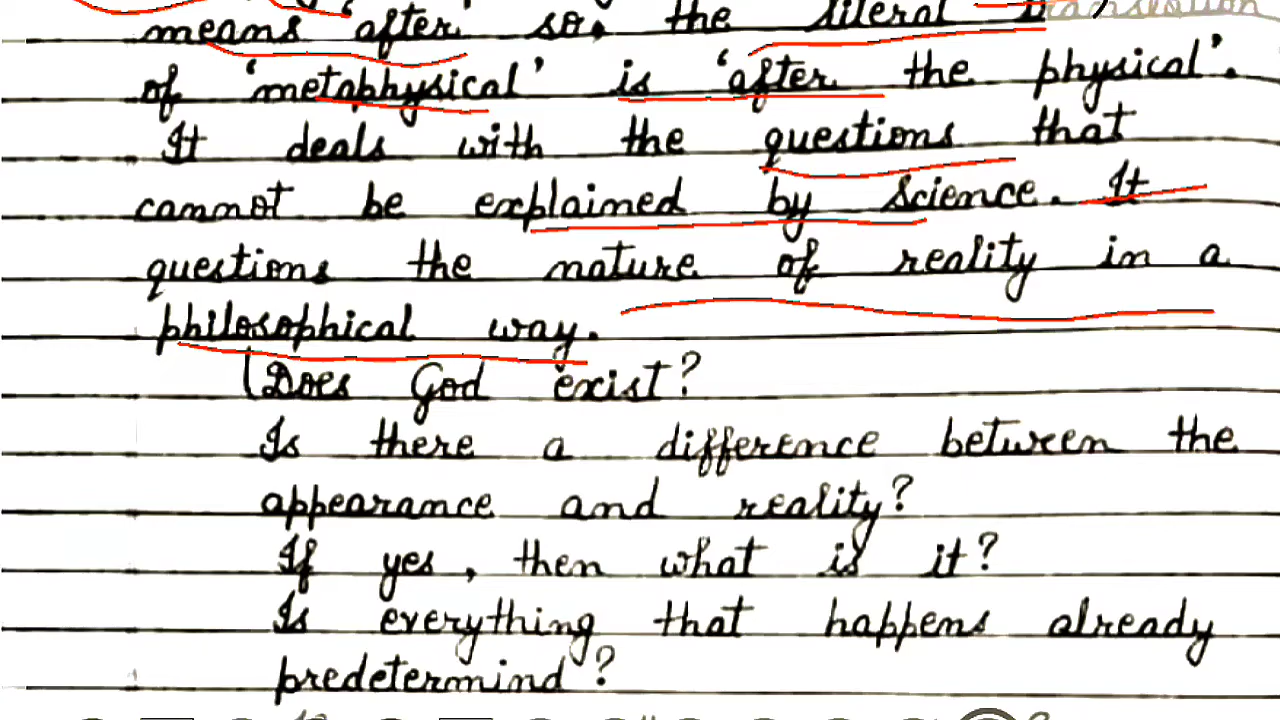 means 'after' so, the literal translation
of 'metaphysical' is 'after the physical'.
It deals with the questions that
cannot be explained by science. It
questions the nature of reality in a
philosophical way.
Does God exist?
Is there a difference between the
appearance and reality?
If yes, then what is it?
Is everything that happens already
predetermind?